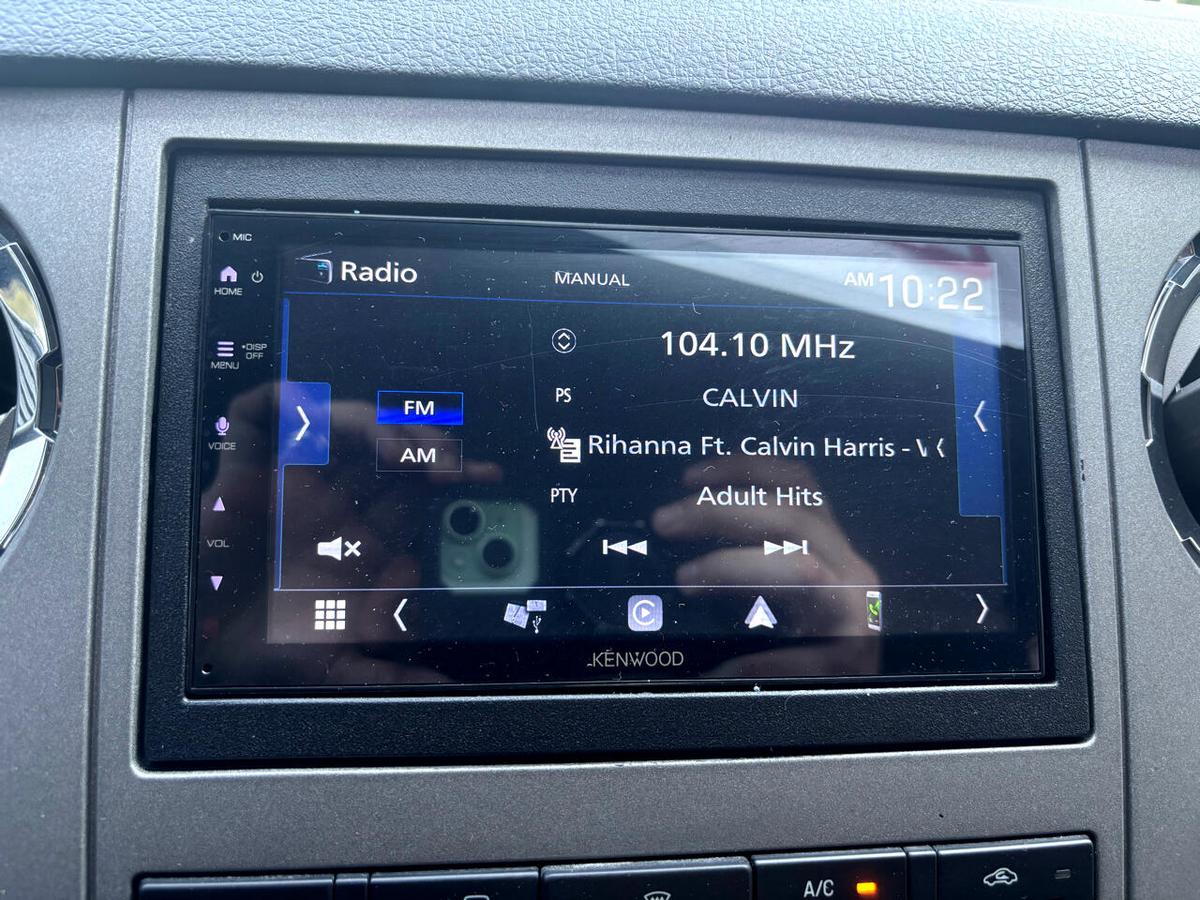 MIC
Radio
MANUAL
AM 10:22
HOME
104.10 MHz
•DISP OFF
MENU
PS
CALVIN
FM
VOICE
Rihanna Ft. Calvin Harris -
AM
PTY
Adult Hits
VOL
KENWOOD
A/C